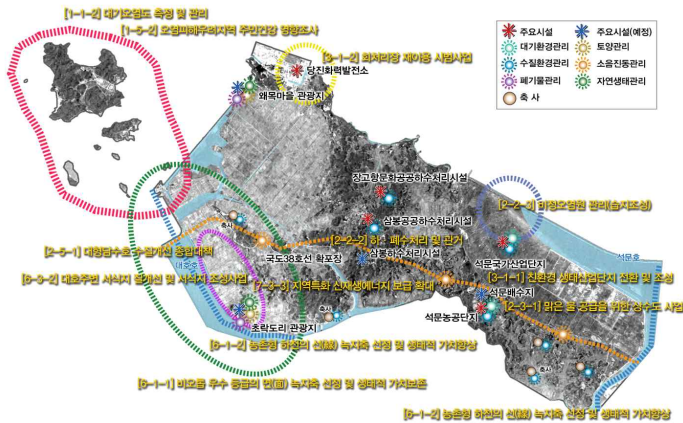 [1-1-2] 대기오염도 측정 및 관리
[1-5-2] 오염피해우려지역 주민건강 영향조사
[3-1-2] 회처리장 재이용 시범사업
주요시설
주요시설(예정)
대기환경관리
토양관리
수질환경관리
소음진동관리
폐기물관리
자연생태관리
축 사
당진화력발전소
왜목마을 관광지
장고항문화공공하수처리시설
[2-2-3] 비점오염원 관리(습지조성)
삼봉공공하수처리시설
축사
[2-2-2] 하수 폐수처리 및 관거
[2-5-1] 대형담수호 수질개선 종합대책
국도38호선 확포장
삼봉하수처리시설
석문국가산업단지
석문호
대호호
[6-3-2] 대호주변 서식지 질개선 및 서식지 조성사업
[7-3-3] 지역특화 신재생에너지 보급 확대
[3-1-1] 친환경 생태산업단지 전환 및 조성
석문배수지
[2-3-1] 맑은 물 공급을 위한 상수도 사업
축사
석문농공단지
초락도리 관광지
[6-1-2] 농촌형 하천의 선(線) 녹지축 선정 및 생태적 가치향상
[6-1-1] 비오톱 우수 등급의 면(面) 녹지축 선정 및 생태적 가치보존
[6-1-2] 농촌형 하천의 선(線) 녹지축 선정 및 생태적 가치향상